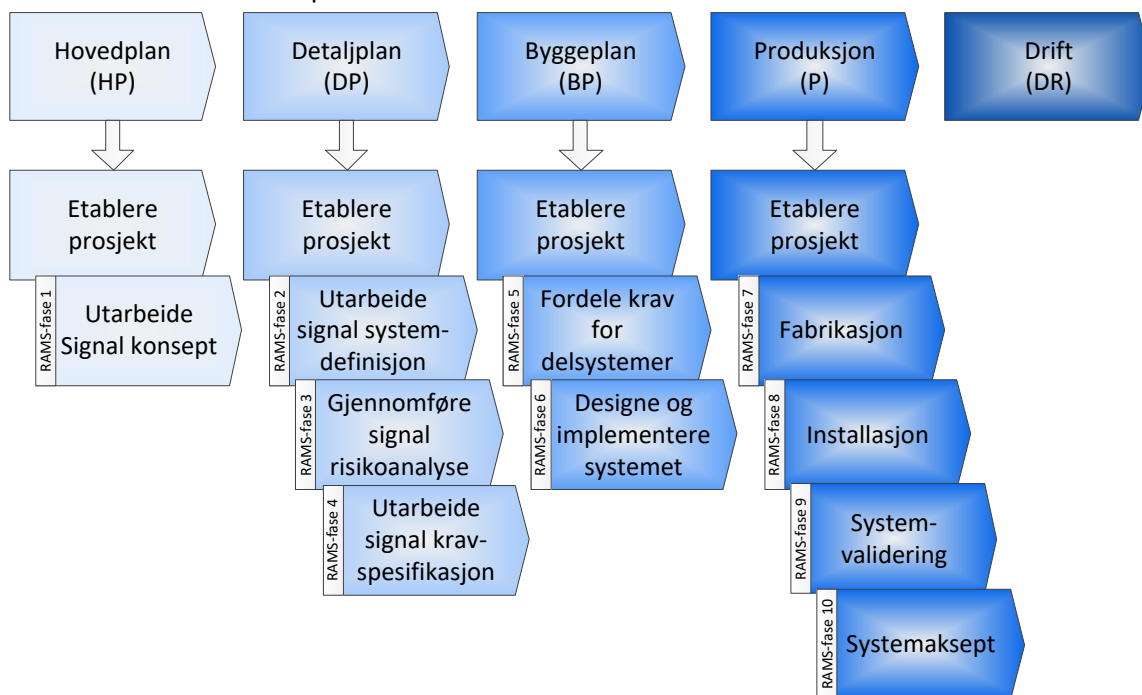 Hovedplan
(HP)
Detaljplan
(DP)
Byggeplan
(BP)
Produksjon
(P)
Drift
(DR)
Etablere
prosjekt
Etablere
prosjekt
Etablere
prosjekt
Etablere
prosjekt
RAMS-fase 1
Utarbeide
Signal konsept
RAMS-fase 2
Utarbeide
signal system-
definisjon
RAMS-fase 3
Gjennomføre
signal
risikoanalyse
RAMS-fase 4
Utarbeide
signal krav-
spesifikasjon
RAMS-fase 5
Fordele krav
for
delsystemer
RAMS-fase 6
Designe og
implementere
systemet
RAMS-fase 7
Fabrikasjon
RAMS-fase 8
Installasjon
RAMS-fase 9
System-
validering
RAMS-fase 10
Systemaksept